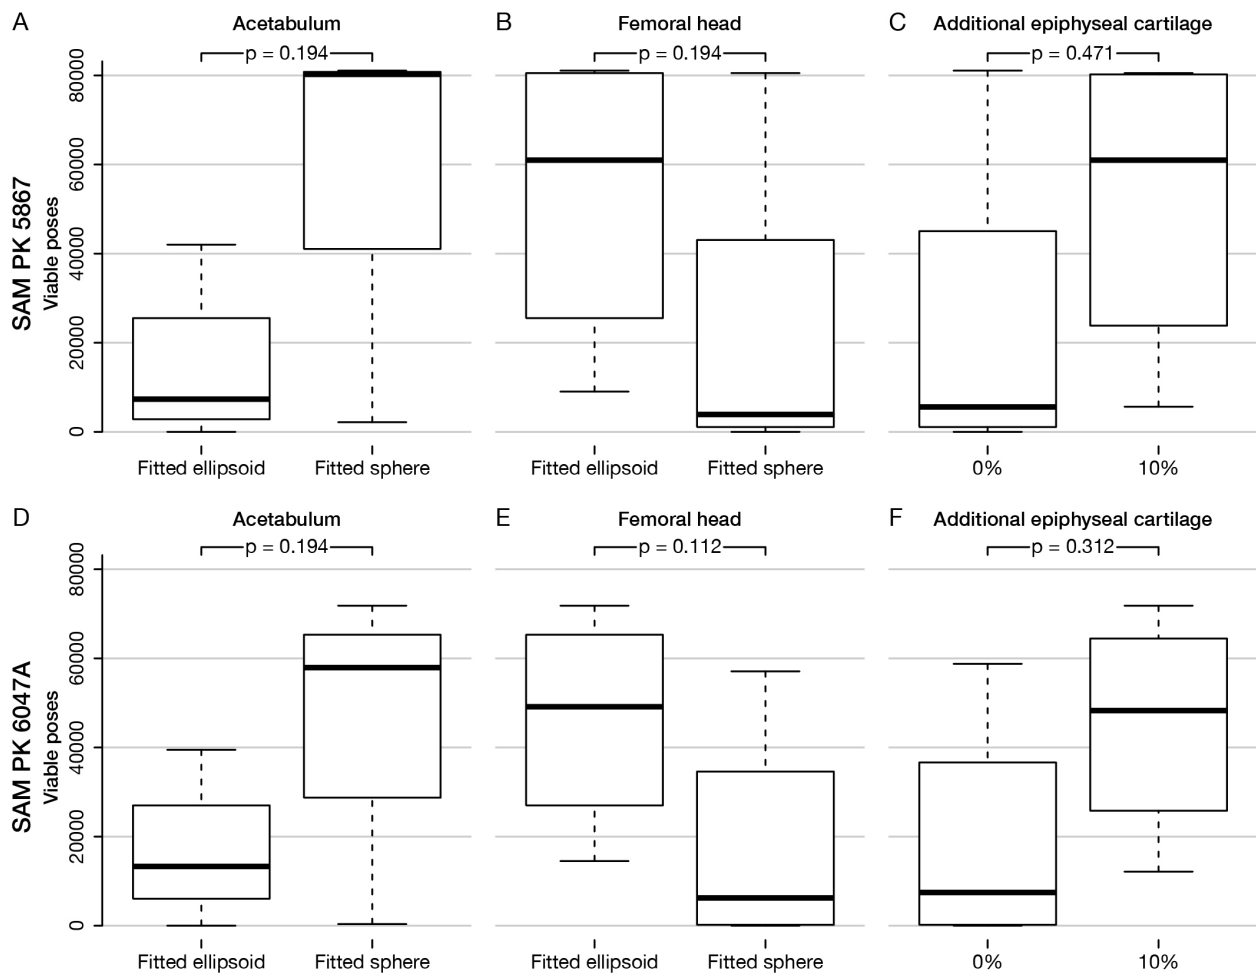 A Acetabulum
B Femoral head
C Additional epiphyseal cartilage
p = 0.194
p = 0.194
p = 0.471
SAM PK 5867
Viable poses
80000
60000
40000
20000
0
Fitted ellipsoid Fitted sphere
Fitted ellipsoid Fitted sphere
0% 10%
D Acetabulum
E Femoral head
F Additional epiphyseal cartilage
p = 0.194
p = 0.112
p = 0.312
SAM PK 6047A
Viable poses
80000
60000
40000
20000
0
Fitted ellipsoid Fitted sphere
Fitted ellipsoid Fitted sphere
0% 10%